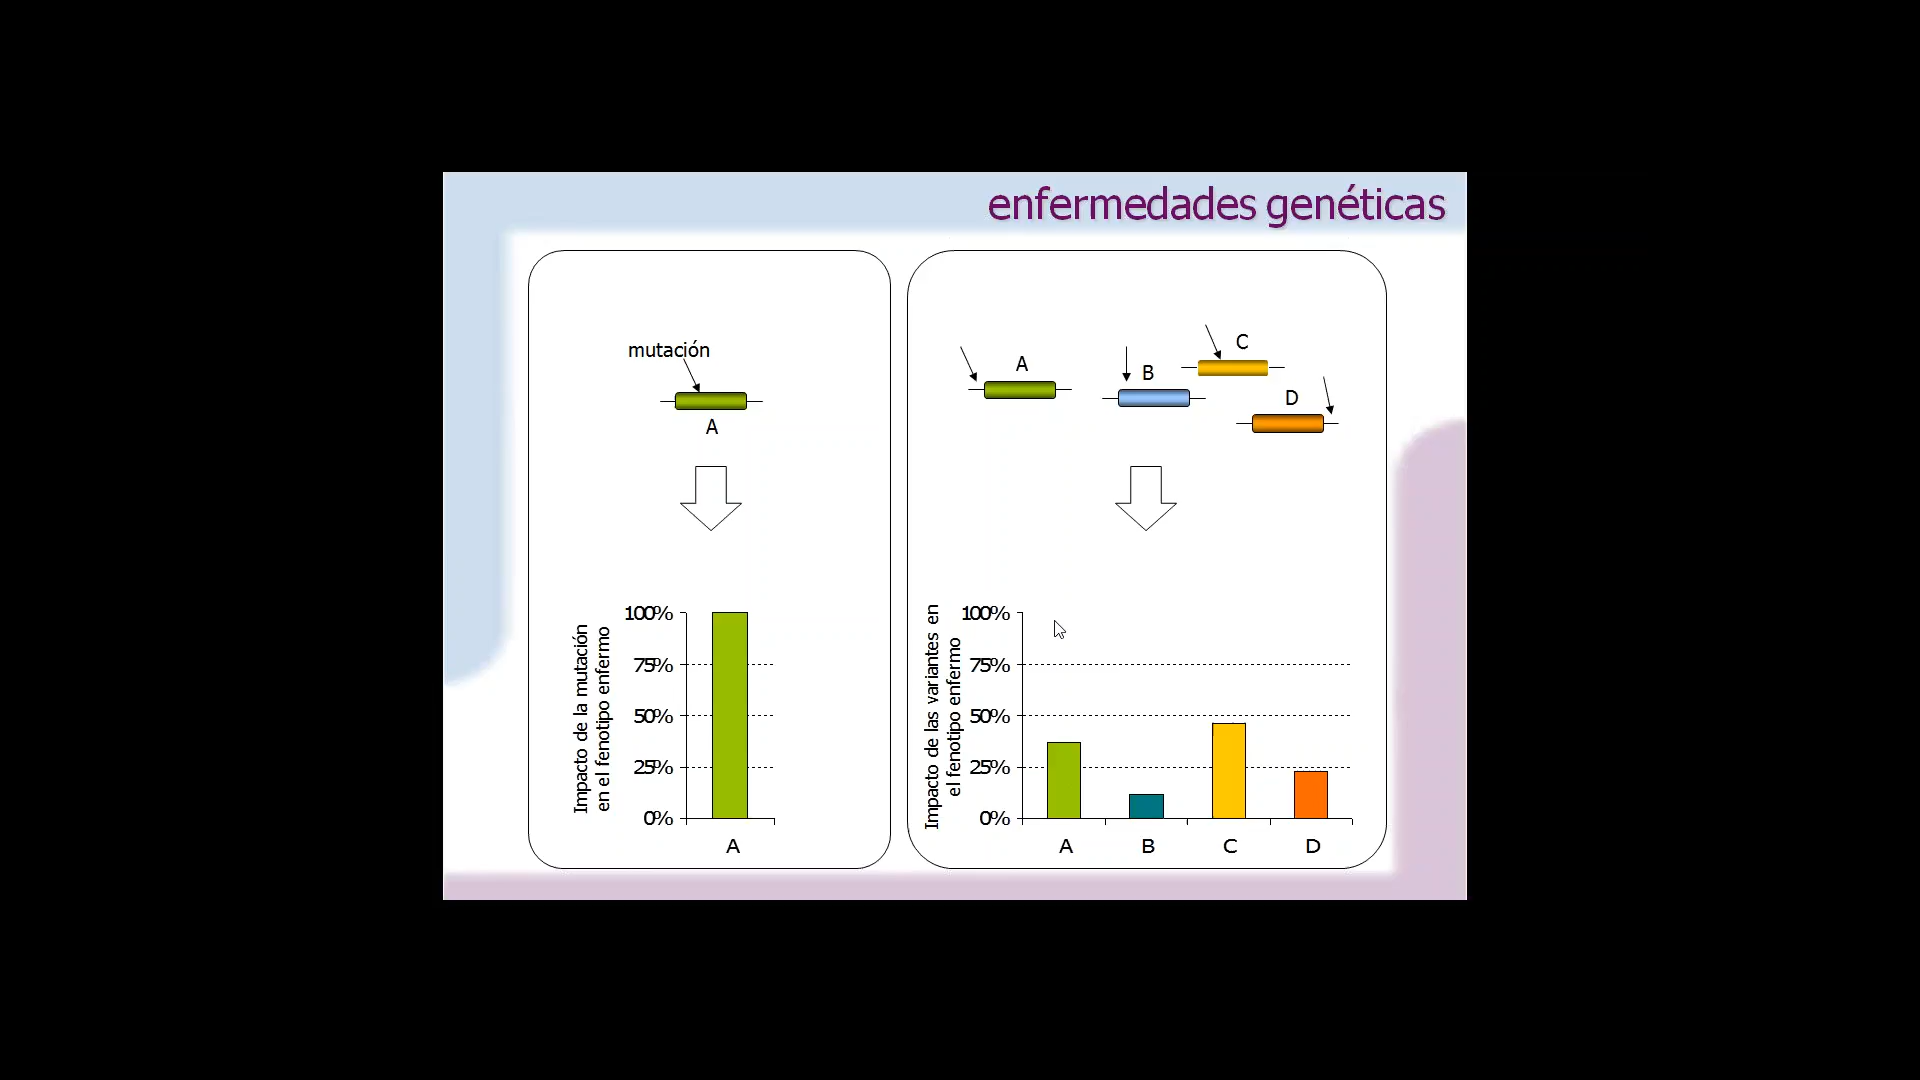 enfermedades genéticas
mutación
A
100%
75%
50%
25%
0%
A
Impacto de la mutación
en el fenotipo enfermo
A
B
C
D
100%
75%
50%
25%
0%
A
B
C
D
Impacto de las variantes en
el fenotipo enfermo